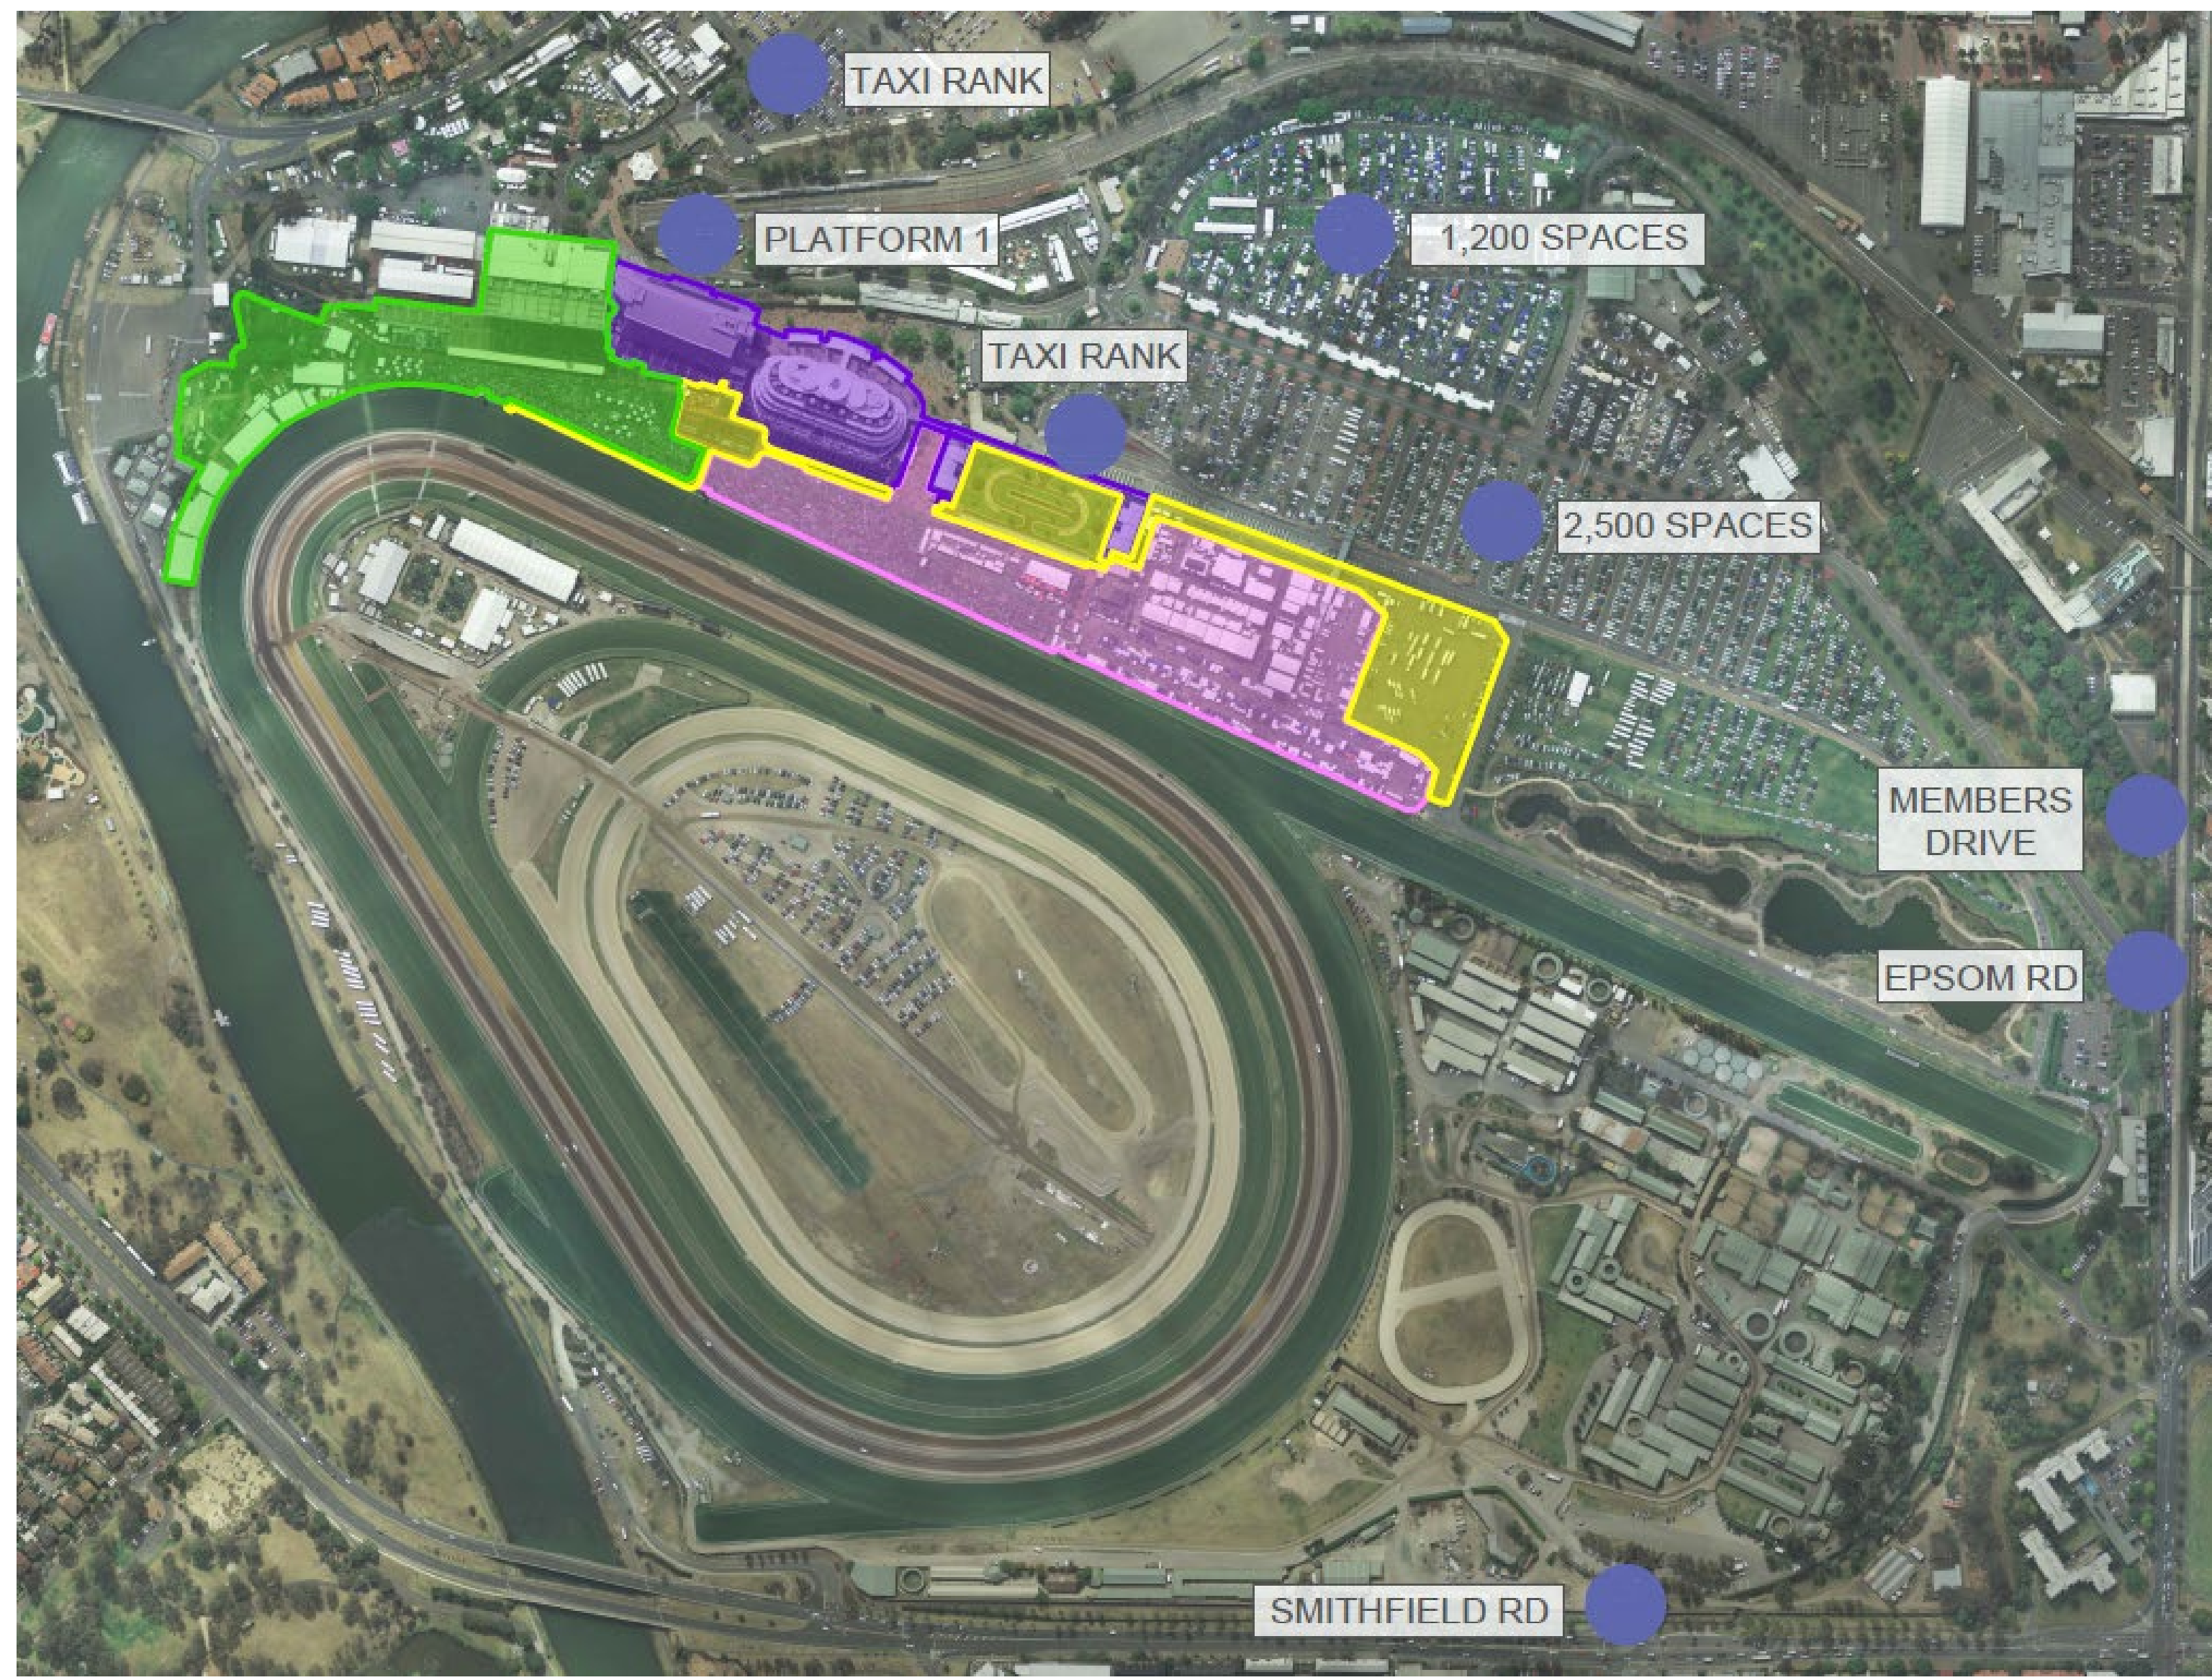 TAXI RANK
PLATFORM 1
1,200 SPACES
TAXI RANK
2,500 SPACES
MEMBERS
DRIVE
EPSOM RD
SMITHFIELD RD